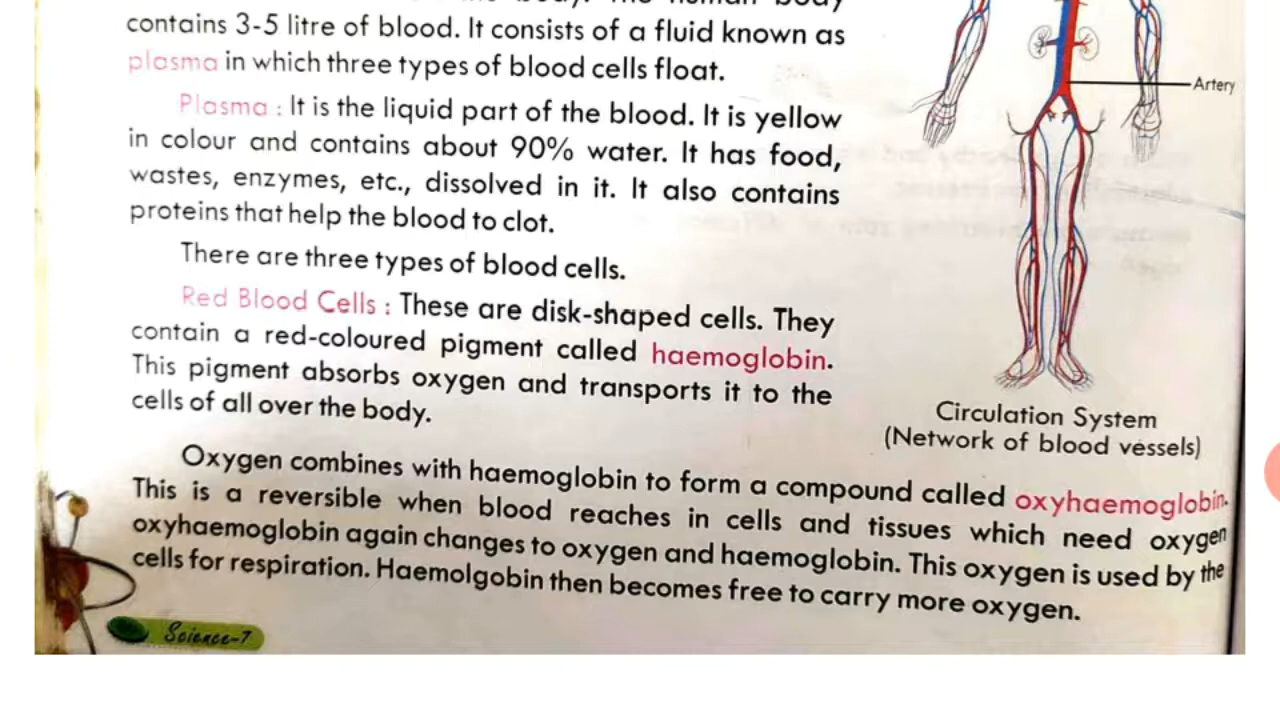 body
contains 3-5 litre of blood. It consists of a fluid known as
plasma in which three types of blood cells float.
Plasma : It is the liquid part of the blood. It is yellow
in colour and contains about 90% water. It has food,
wastes, enzymes, etc., dissolved in it. It also contains
proteins that help the blood to clot.
There are three types of blood cells.
Red Blood Cells : These are disk-shaped cells. They
contain a red-coloured pigment called haemoglobin.
This pigment absorbs oxygen and transports it to the
cells of all over the body.
Artery
Circulation System
(Network of blood vessels)
Oxygen combines with haemoglobin to form a compound called oxyhaemoglobin.
This is a reversible when blood reaches in cells and tissues which need oxygen
oxyhaemoglobin again changes to oxygen and haemoglobin. This oxygen is used by the
cells for respiration. Haemolgobin then becomes free to carry more oxygen.
Science-7